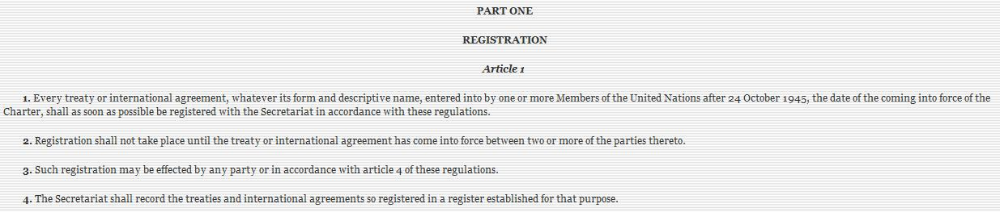 PART ONE
REGISTRATION
Article 1
1. Every treaty or international agreement, whatever its form and descriptive name, entered into by one or more Members of the United Nations after 24 October 1945, the date of the coming into force of the
Charter, shall as soon as possible be registered with the Secretariat in accordance with these regulations.
2. Registration shall not take place until the treaty or international agreement has come into force between two or more of the parties thereto.
3. Such registration may be effected by any party or in accordance with article 4 of these regulations.
4. The Secretariat shall record the treaties and international agreements so registered in a register established for that purpose.